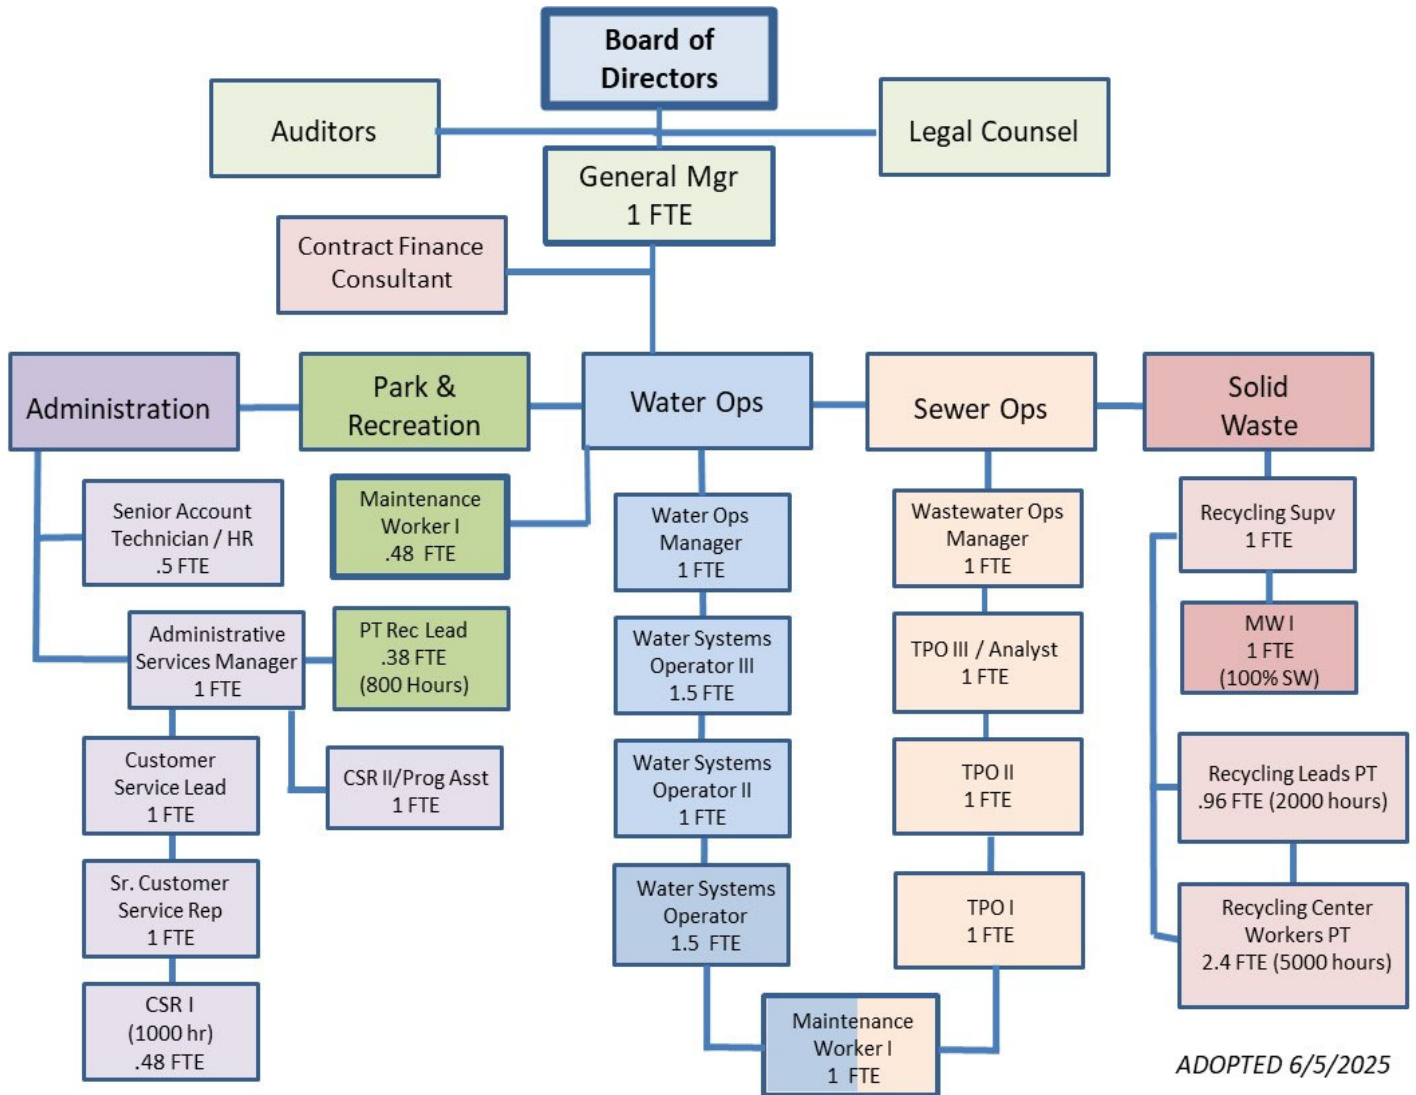 Board of
Directors
Auditors
Legal Counsel
General Mgr
1 FTE
Contract Finance
Consultant
Administration
Park &
Recreation
Water Ops
Sewer Ops
Solid
Waste
Senior Account
Technician / HR
.5 FTE
Maintenance
Worker I
.48 FTE
Water Ops
Manager
1 FTE
Wastewater Ops
Manager
1 FTE
Recycling Supv
1 FTE
Administrative
Services Manager
1 FTE
PT Rec Lead
.38 FTE
(800 Hours)
Water Systems
Operator III
1.5 FTE
TPO III / Analyst
1 FTE
MW I
1 FTE
(100% SW)
Customer
Service Lead
1 FTE
CSR II/Prog Asst
1 FTE
Water Systems
Operator II
1 FTE
TPO II
1 FTE
Recycling Leads PT
.96 FTE (2000 hours)
Sr. Customer
Service Rep
1 FTE
Water Systems
Operator
1.5 FTE
TPO I
1 FTE
Recycling Center
Workers PT
2.4 FTE (5000 hours)
CSR I
(1000 hr)
.48 FTE
Maintenance
Worker I
1 FTE
ADOPTED 6/5/2025